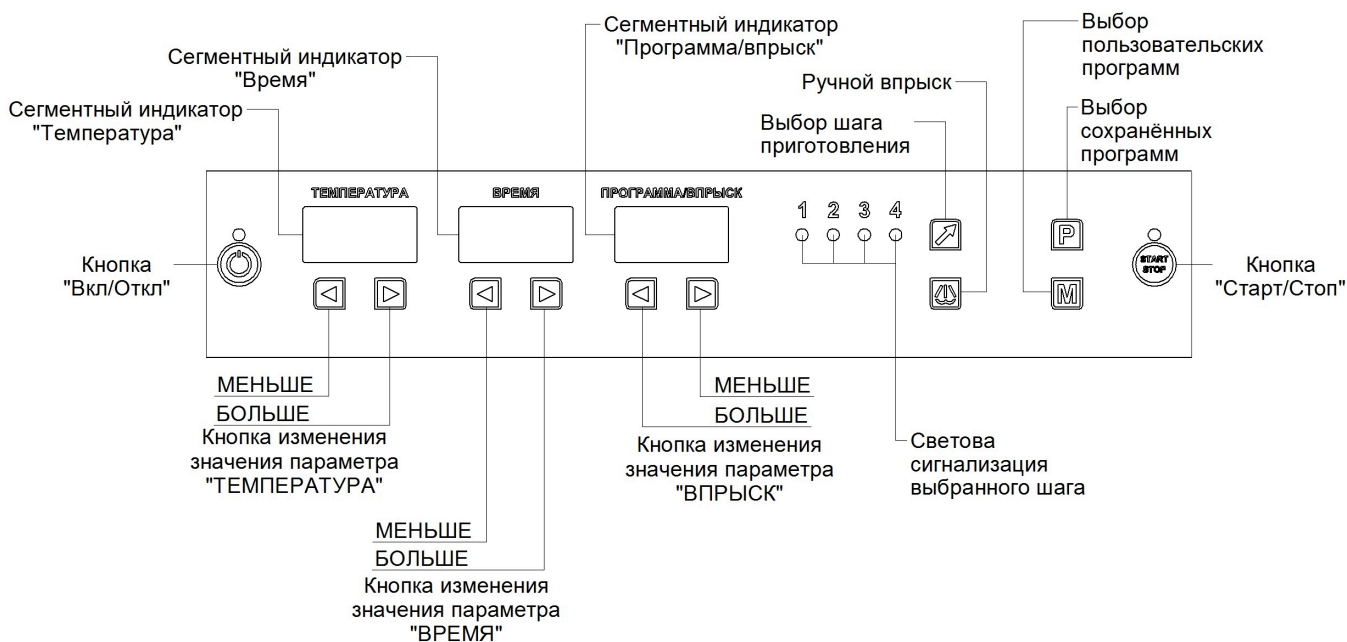 Сегментный индикатор
"Температура"
Сегментный индикатор
"Время"
Сегментный индикатор
"Программа/впрыск"
Выбор шага
приготовления
Ручной впрыск
Выбор
пользовательских
программ
Выбор
сохранённых
программ
ТЕМПЕРАТУРА
ВРЕМЯ
ПРОГРАММА/ВПРЫСК
1 2 3 4
P
START
STOP
M
Кнопка
"Вкл/Откл"
Кнопка
"Старт/Стоп"
МЕНЬШЕ
БОЛЬШЕ
Кнопка изменения
значения параметра
"ТЕМПЕРАТУРА"
МЕНЬШЕ
БОЛЬШЕ
Кнопка изменения
значения параметра
"ВРЕМЯ"
МЕНЬШЕ
БОЛЬШЕ
Кнопка изменения
значения параметра
"ВПРЫСК"
Светова
сигнализация
выбранного шага